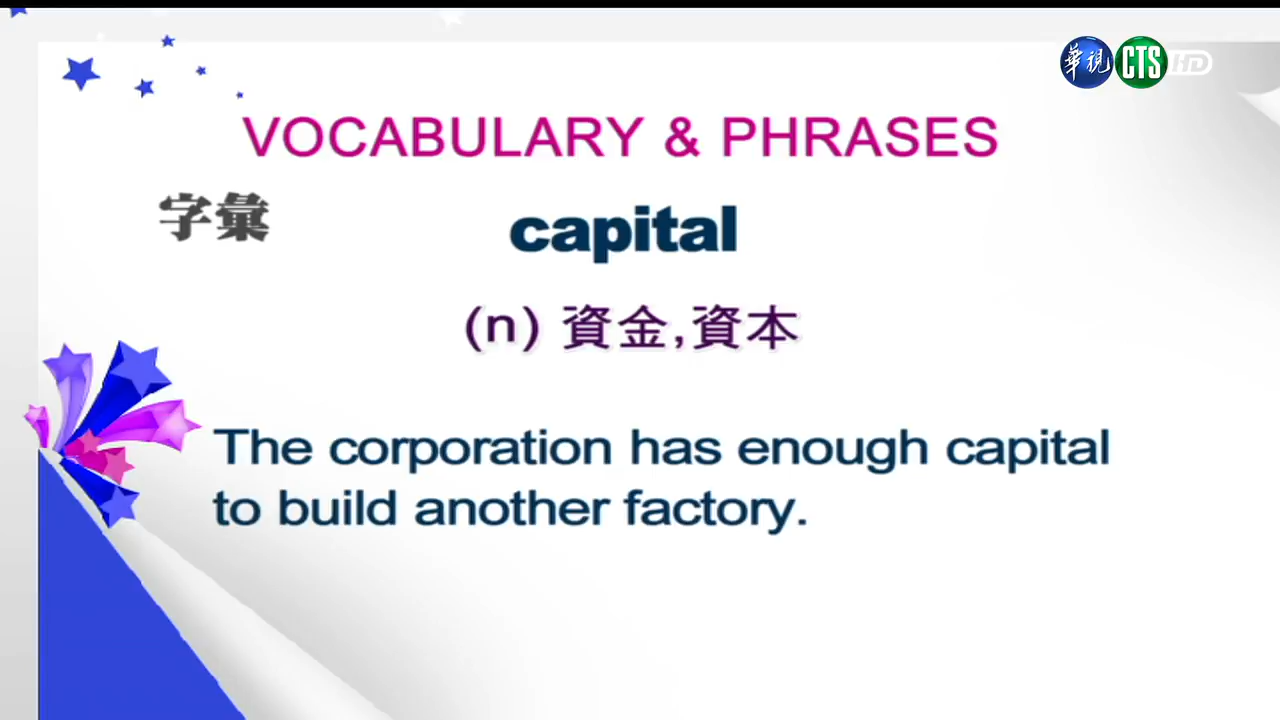 華視 CTS HD
VOCABULARY & PHRASES
字彙
capital
(n) 資金,資本
The corporation has enough capital
to build another factory.